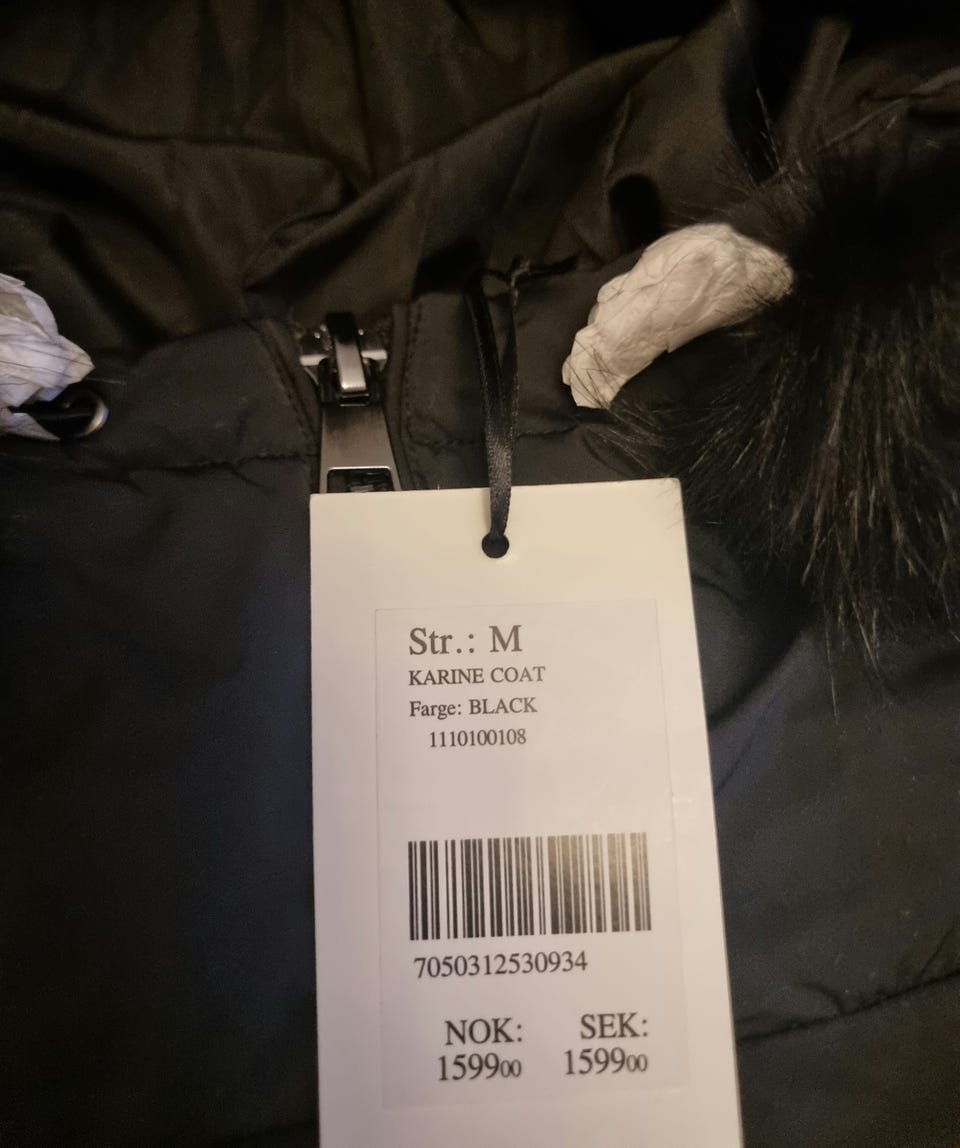 Str.: M
KARINE COAT
Farge: BLACK
1110100108
7050312530934
NOK: SEK:
159900 159900